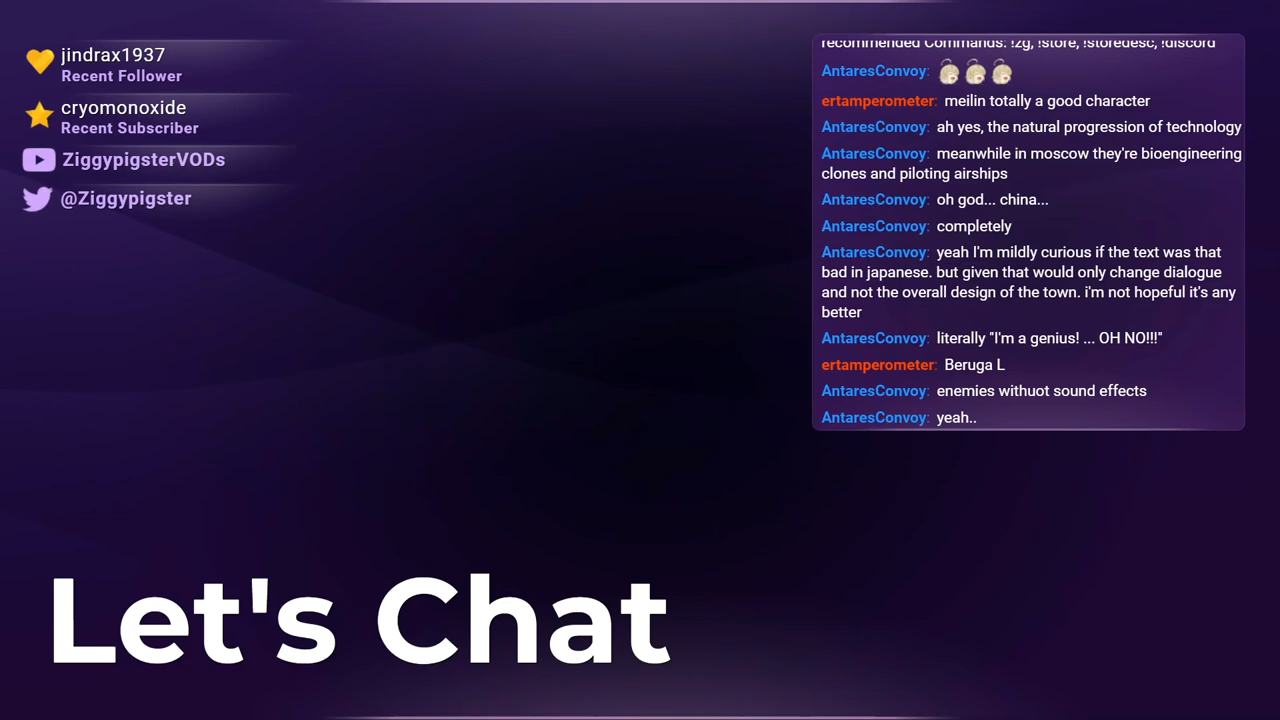 jindrax1937
Recent Follower
cryomonoxide
Recent Subscriber
ZiggypigsterVODs
@Ziggypigster
recommended Commands: !zg, !store, !storedesc, !discord
AntaresConvoy:
ertamperometer: meilin totally a good character
AntaresConvoy: ah yes, the natural progression of technology
AntaresConvoy: meanwhile in moscow they're bioengineering
clones and piloting airships
AntaresConvoy: oh god... china...
AntaresConvoy: completely
AntaresConvoy: yeah I'm mildly curious if the text was that
bad in japanese. but given that would only change dialogue
and not the overall design of the town. i'm not hopeful it's any
better
AntaresConvoy: literally "I'm a genius! ... OH NO!!!"
ertamperometer: Beruga L
AntaresConvoy: enemies withuot sound effects
AntaresConvoy: yeah..
Let's Chat